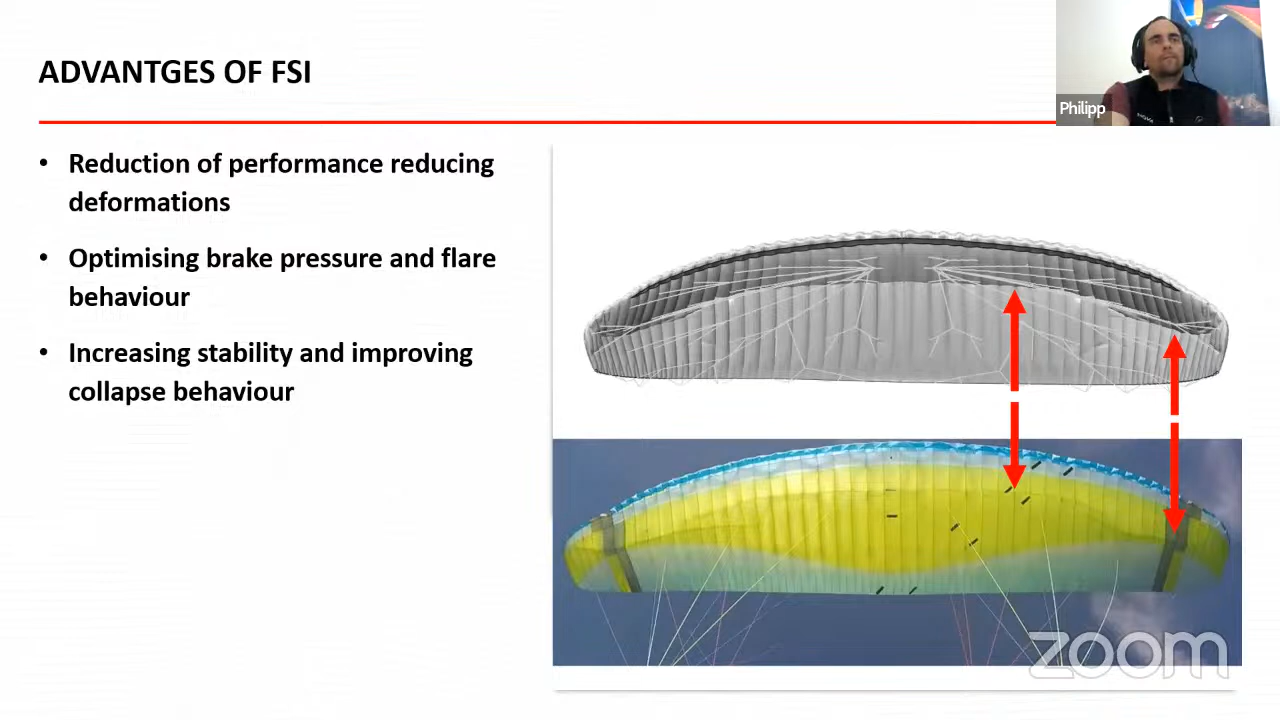 ADVANTGES OF FSI
Philipp
• Reduction of performance reducing
deformations
• Optimising brake pressure and flare
behaviour
• Increasing stability and improving
collapse behaviour
zoom